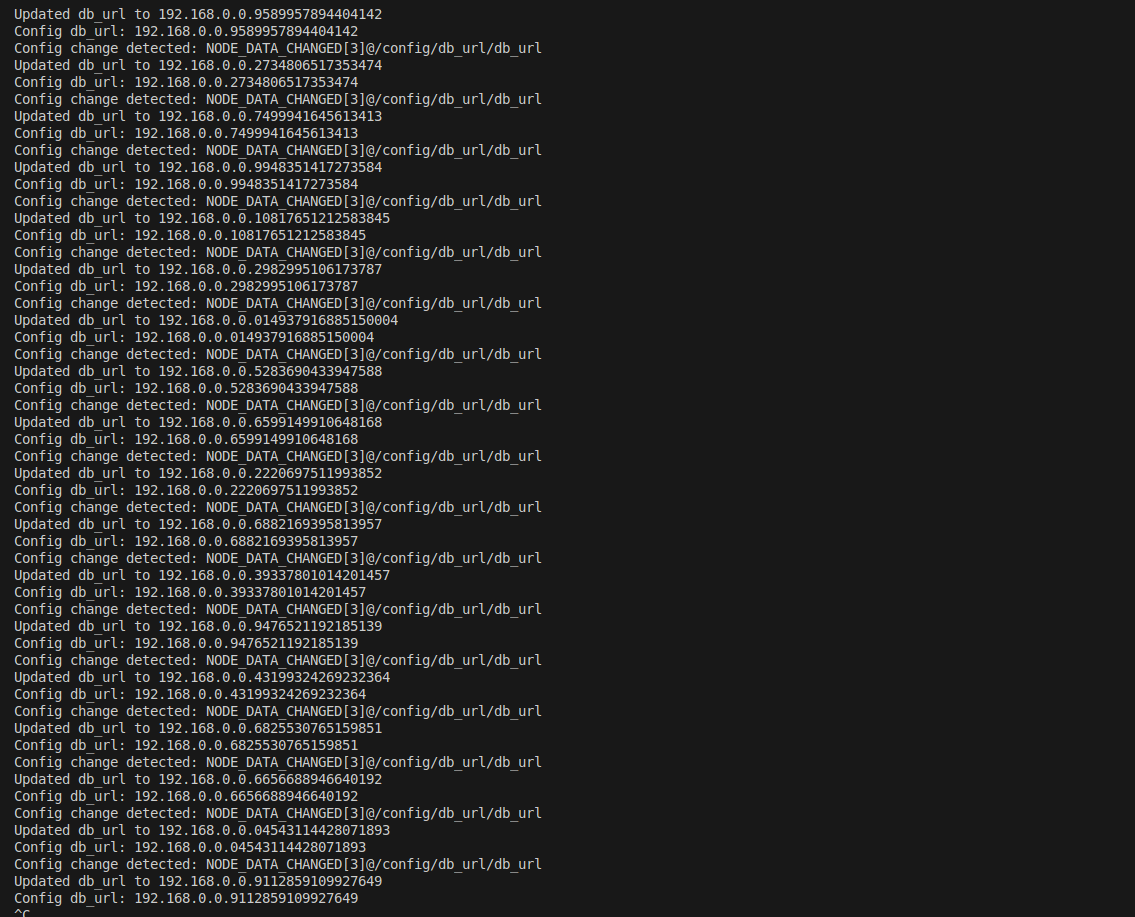 Updated db_url to 192.168.0.0.9589957894404142
Config db_url: 192.168.0.0.9589957894404142
Config change detected: NODE_DATA_CHANGED[3]@/config/db_url/db_url
Updated db_url to 192.168.0.0.2734806517353474
Config db_url: 192.168.0.0.2734806517353474
Config change detected: NODE_DATA_CHANGED[3]@/config/db_url/db_url
Updated db_url to 192.168.0.0.7499941645613413
Config db_url: 192.168.0.0.7499941645613413
Config change detected: NODE_DATA_CHANGED[3]@/config/db_url/db_url
Updated db_url to 192.168.0.0.9948351417273584
Config db_url: 192.168.0.0.9948351417273584
Config change detected: NODE_DATA_CHANGED[3]@/config/db_url/db_url
Updated db_url to 192.168.0.0.10817651212583845
Config db_url: 192.168.0.0.10817651212583845
Config change detected: NODE_DATA_CHANGED[3]@/config/db_url/db_url
Updated db_url to 192.168.0.0.2982995106173787
Config db_url: 192.168.0.0.2982995106173787
Config change detected: NODE_DATA_CHANGED[3]@/config/db_url/db_url
Updated db_url to 192.168.0.0.014937916885150004
Config db_url: 192.168.0.0.014937916885150004
Config change detected: NODE_DATA_CHANGED[3]@/config/db_url/db_url
Updated db_url to 192.168.0.0.5283690433947588
Config db_url: 192.168.0.0.5283690433947588
Config change detected: NODE_DATA_CHANGED[3]@/config/db_url/db_url
Updated db_url to 192.168.0.0.6599149910648168
Config db_url: 192.168.0.0.6599149910648168
Config change detected: NODE_DATA_CHANGED[3]@/config/db_url/db_url
Updated db_url to 192.168.0.0.2220697511993852
Config db_url: 192.168.0.0.2220697511993852
Config change detected: NODE_DATA_CHANGED[3]@/config/db_url/db_url
Updated db_url to 192.168.0.0.6882169395813957
Config db_url: 192.168.0.0.6882169395813957
Config change detected: NODE_DATA_CHANGED[3]@/config/db_url/db_url
Updated db_url to 192.168.0.0.39337801014201457
Config db_url: 192.168.0.0.39337801014201457
Config change detected: NODE_DATA_CHANGED[3]@/config/db_url/db_url
Updated db_url to 192.168.0.0.9476521192185139
Config db_url: 192.168.0.0.9476521192185139
Config change detected: NODE_DATA_CHANGED[3]@/config/db_url/db_url
Updated db_url to 192.168.0.0.43199324269232364
Config db_url: 192.168.0.0.43199324269232364
Config change detected: NODE_DATA_CHANGED[3]@/config/db_url/db_url
Updated db_url to 192.168.0.0.6825530765159851
Config db_url: 192.168.0.0.6825530765159851
Config change detected: NODE_DATA_CHANGED[3]@/config/db_url/db_url
Updated db_url to 192.168.0.0.6656688946640192
Config db_url: 192.168.0.0.6656688946640192
Config change detected: NODE_DATA_CHANGED[3]@/config/db_url/db_url
Updated db_url to 192.168.0.0.04543114428071893
Config db_url: 192.168.0.0.04543114428071893
Config change detected: NODE_DATA_CHANGED[3]@/config/db_url/db_url
Updated db_url to 192.168.0.0.9112859109927649
Config db_url: 192.168.0.0.9112859109927649
^C